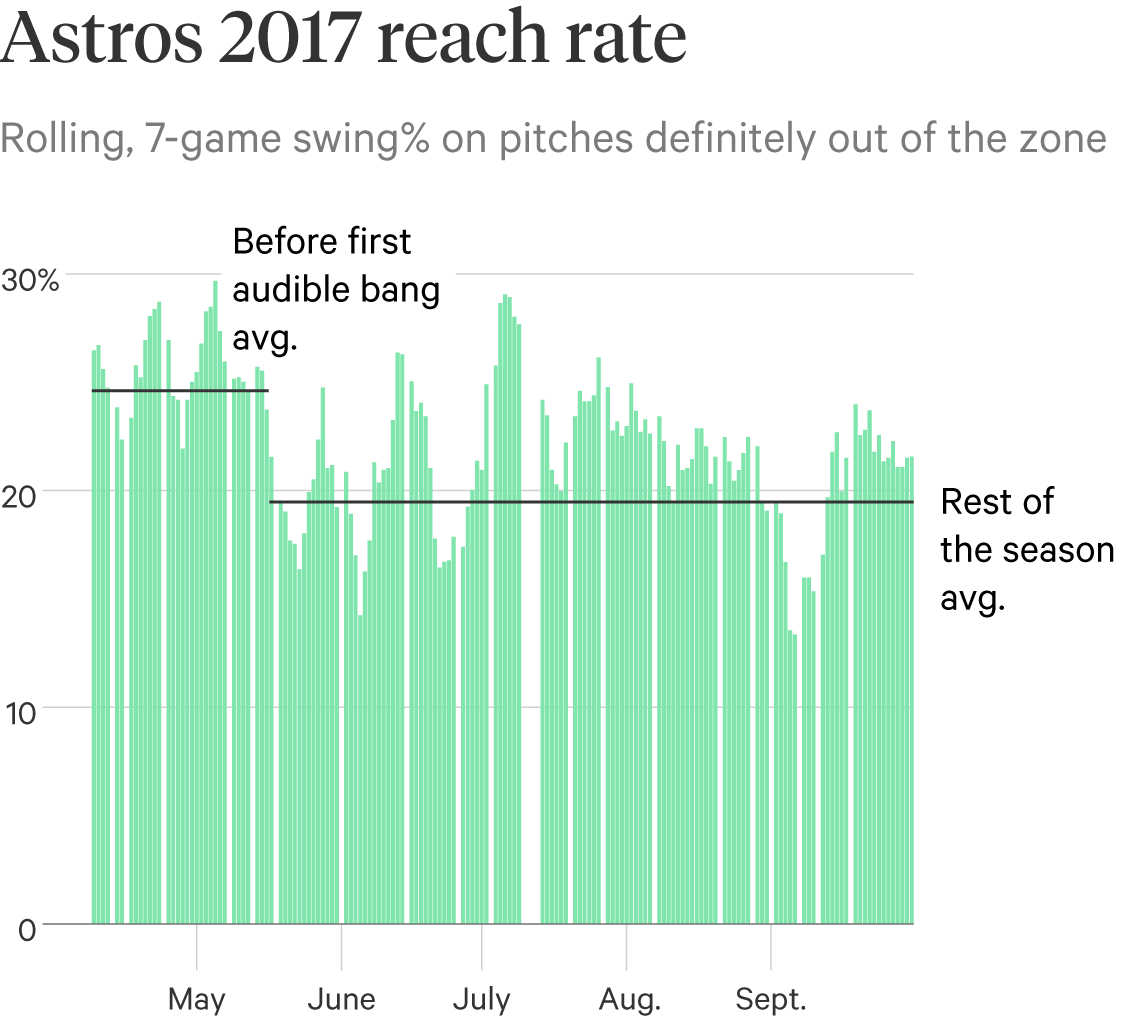 Astros 2017 reach rate
Rolling, 7-game swing% on pitches definitely out of the zone
Before first
audible bang
avg.
30%
20
Rest of
the season
avg.
10
0
May June July Aug. Sept.